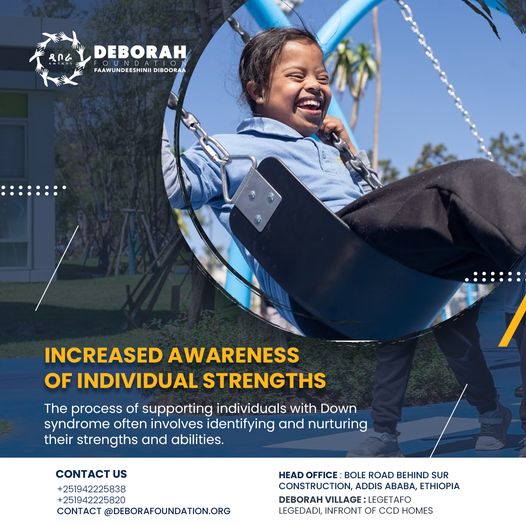 DEBORAH
FOUNDATION
FAAWUNDEESHINII DIBOORAA
ዲቦራ
INCREASED AWARENESS
OF INDIVIDUAL STRENGTHS
The process of supporting individuals with Down
syndrome often involves identifying and nurturing
their strengths and abilities.
CONTACT US
+251942225838
+251942225820
CONTACT @DEBORAFOUNDATION.ORG
HEAD OFFICE : BOLE ROAD BEHIND SUR
CONSTRUCTION, ADDIS ABABA, ETHIOPIA
DEBORAH VILLAGE : LEGETAFO
LEGEDADI, INFRONT OF CCD HOMES